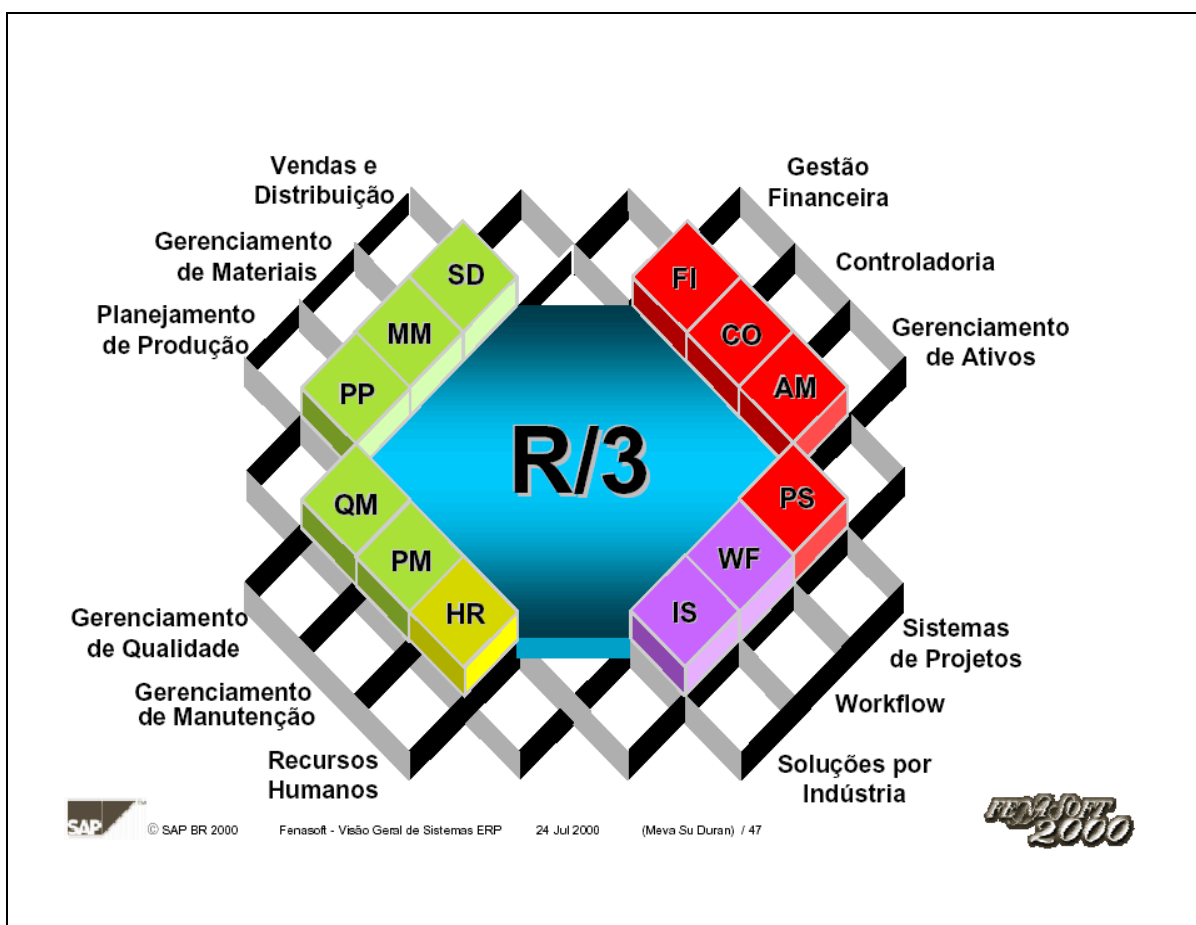 Vendas e
Distribuição
Gerenciamento
de Materiais
Planejamento
de Produção
Gestão
Financeira
Controladoria
Gerenciamento
de Ativos
SD
MM
PP
FI
CO
AM
R/3
QM
PM
HR
PS
WF
IS
Gerenciamento
de Qualidade
Gerenciamento
de Manutenção
Recursos
Humanos
Sistemas
de Projetos
Workflow
Soluções por
Indústria
SAP TM © SAP BR 2000 Fenasoft - Visão Geral de Sistemas ERP 24 Jul 2000 (Meva Su Duran) / 47
FENASOFT
2000